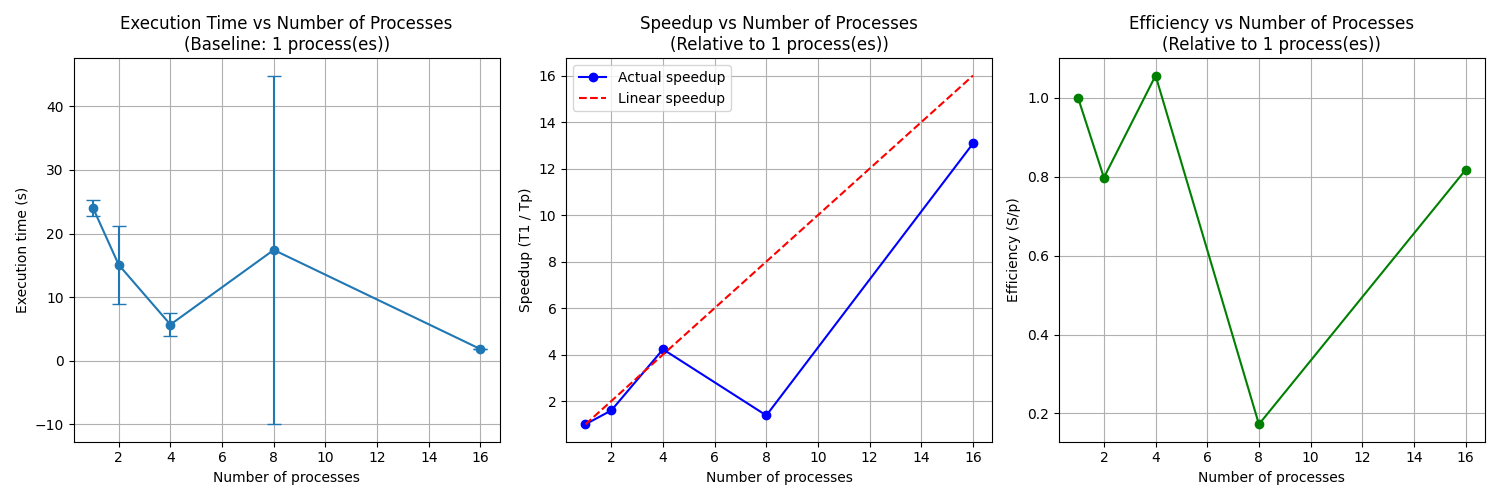 Execution Time vs Number of Processes
(Baseline: 1 process(es))
Execution time (s)
40
30
20
10
0
−10
2 4 6 8 10 12 14 16
Number of processes
Speedup vs Number of Processes
(Relative to 1 process(es))
Actual speedup
Linear speedup
Speedup (T1 / Tp)
16
14
12
10
8
6
4
2
2 4 6 8 10 12 14 16
Number of processes
Efficiency vs Number of Processes
(Relative to 1 process(es))
Efficiency (S/p)
1.0
0.8
0.6
0.4
0.2
2 4 6 8 10 12 14 16
Number of processes